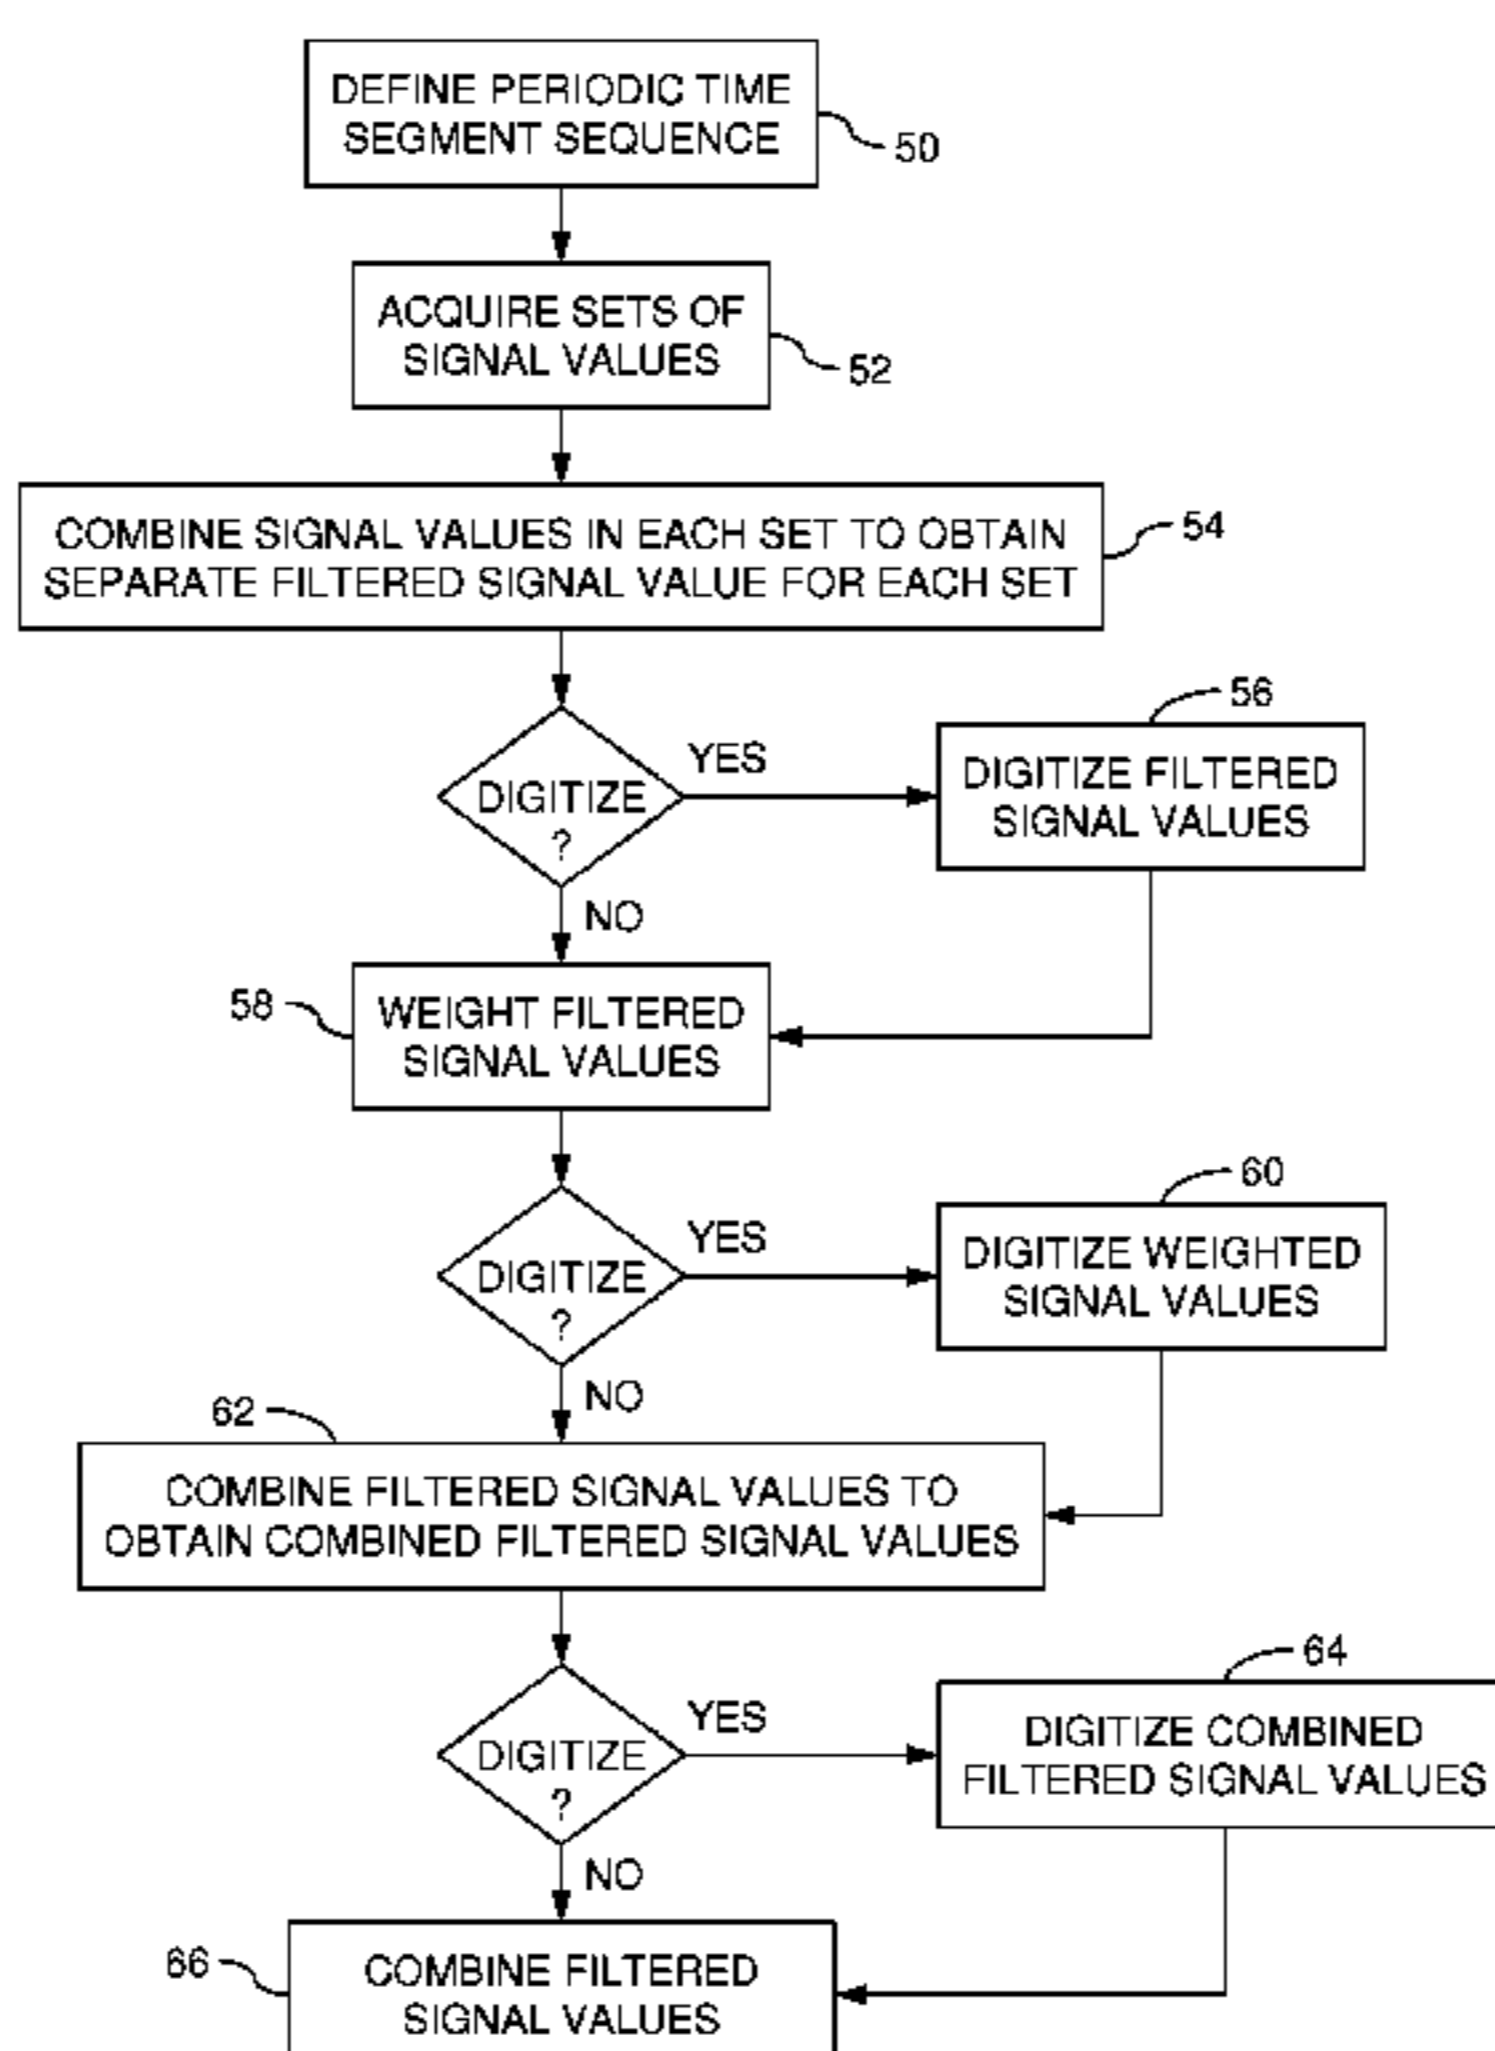 DEFINE PERIODIC TIME
SEGMENT SEQUENCE
50
ACQUIRE SETS OF
SIGNAL VALUES
52
COMBINE SIGNAL VALUES IN EACH SET TO OBTAIN
SEPARATE FILTERED SIGNAL VALUE FOR EACH SET
54
DIGITIZE
?
YES
56
DIGITIZE FILTERED
SIGNAL VALUES
NO
58
WEIGHT FILTERED
SIGNAL VALUES
DIGITIZE
?
YES
60
DIGITIZE WEIGHTED
SIGNAL VALUES
NO
62
COMBINE FILTERED SIGNAL VALUES TO
OBTAIN COMBINED FILTERED SIGNAL VALUES
DIGITIZE
?
YES
64
DIGITIZE COMBINED
FILTERED SIGNAL VALUES
NO
66
COMBINE FILTERED
SIGNAL VALUES